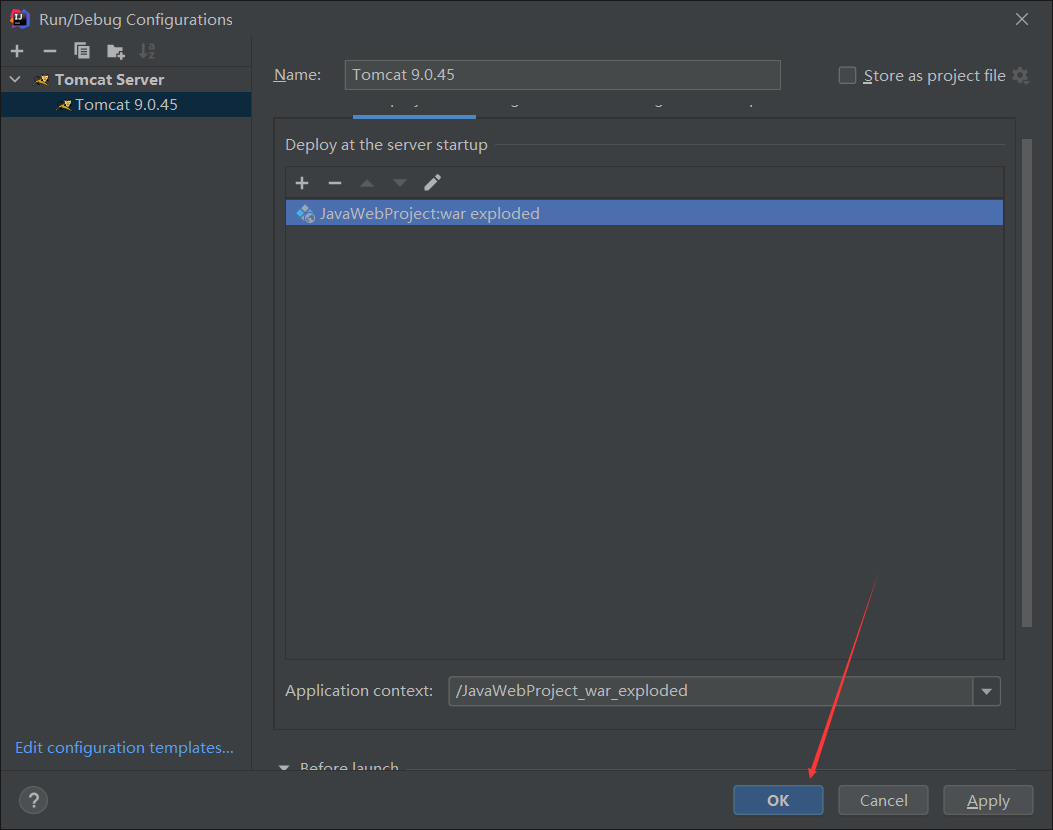 Run/Debug Configurations
Tomcat Server
Tomcat 9.0.45
Name: Tomcat 9.0.45 Store as project file
Deploy at the server startup
JavaWebProject:war exploded
Application context: /JavaWebProject_war_exploded
Edit configuration templates...
Before launch
? OK Cancel Apply